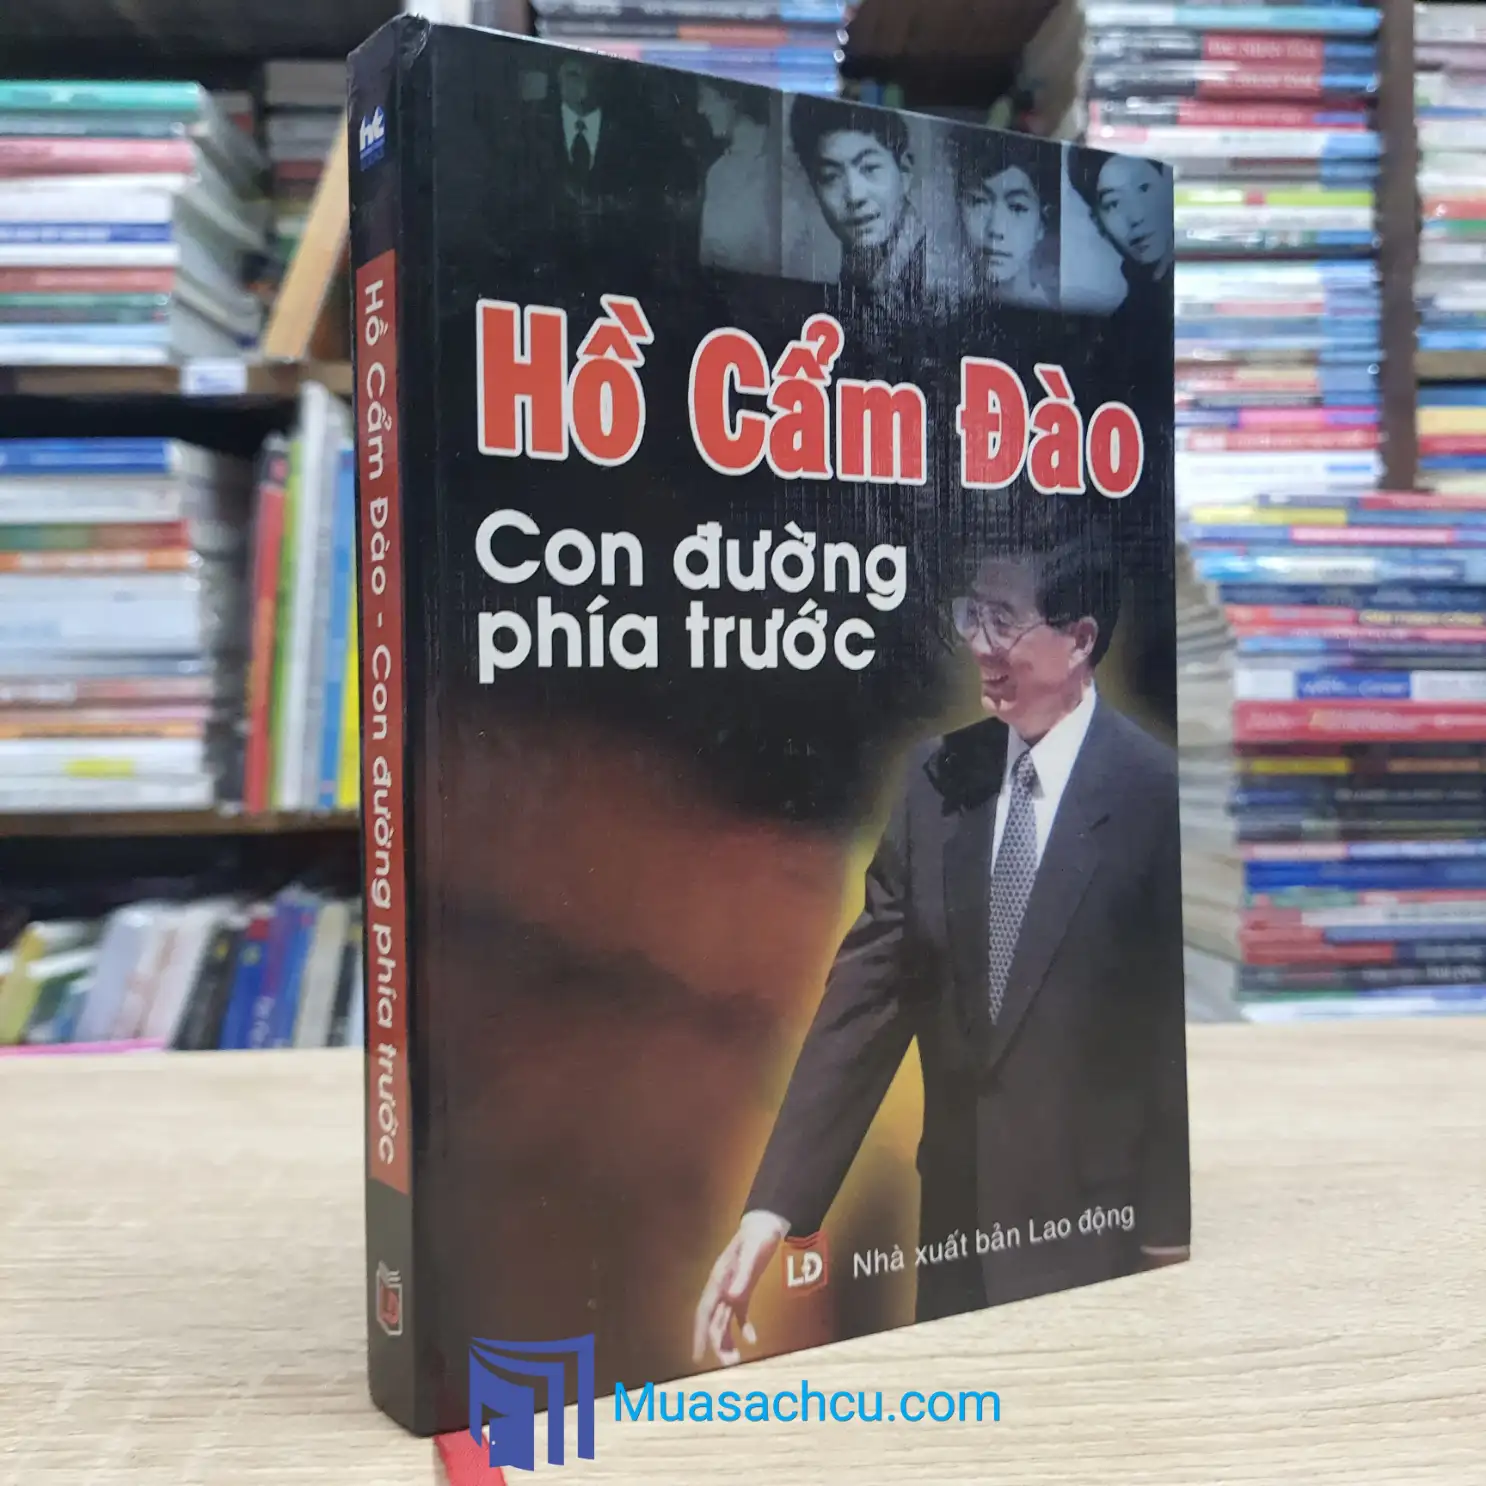 Hồ Cẩm Đào
Con đường
phía trước
LĐ Nhà xuất bản Lao động
Hồ Cẩm Đào - Con đường phía trước
Muasachcu.com